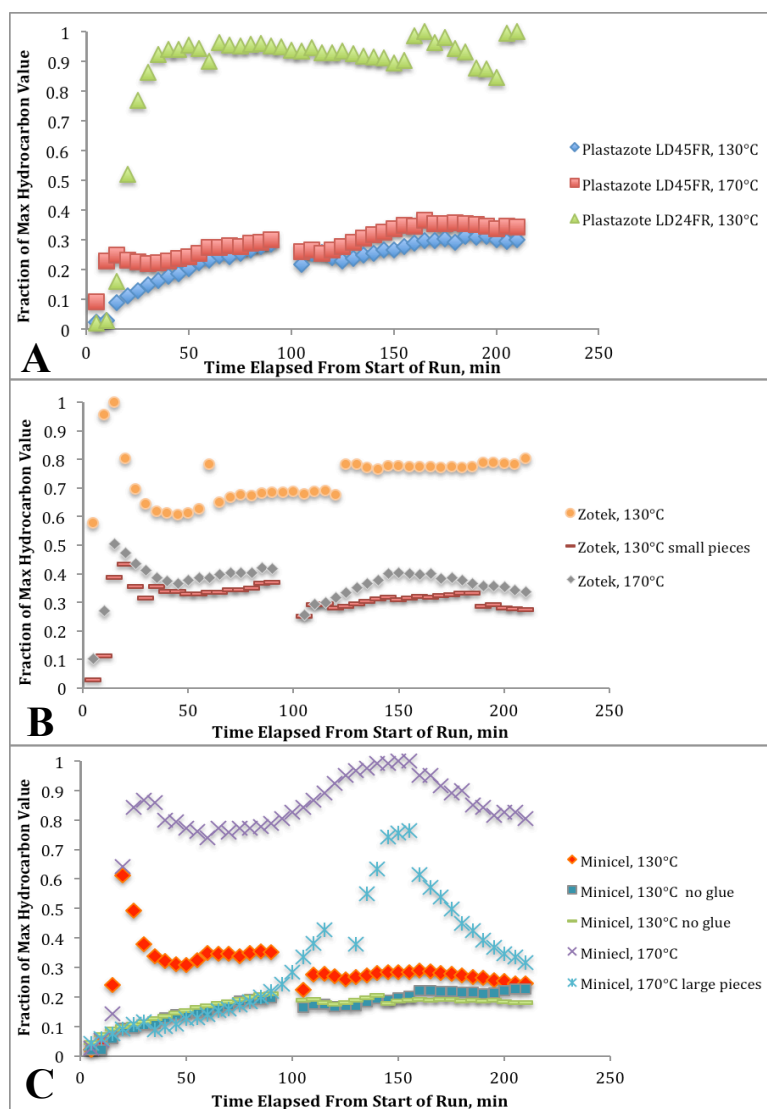 Fraction of Max Hydrocarbon Value
1
0.9
0.8
0.7
0.6
0.5
0.4
0.3
0.2
0.1
0
0 50 100 150 200 250
Time Elapsed From Start of Run, min
Plastazote LD45FR, 130°C
Plastazote LD45FR, 170°C
Plastazote LD24FR, 130°C
A
Fraction of Max Hydrocarbon Value
1
0.9
0.8
0.7
0.6
0.5
0.4
0.3
0.2
0.1
0
0 50 100 150 200 250
Time Elapsed From Start of Run, min
Zotek, 130°C
Zotek, 130°C small pieces
Zotek, 170°C
B
Fraction of Max Hydrocarbon Value
1
0.9
0.8
0.7
0.6
0.5
0.4
0.3
0.2
0.1
0
0 50 100 150 200 250
Time Elapsed From Start of Run, min
Minicel, 130°C
Minicel, 130°C no glue
Minicel, 130°C no glue
Miniecl, 170°C
Minicel, 170°C large pieces
C